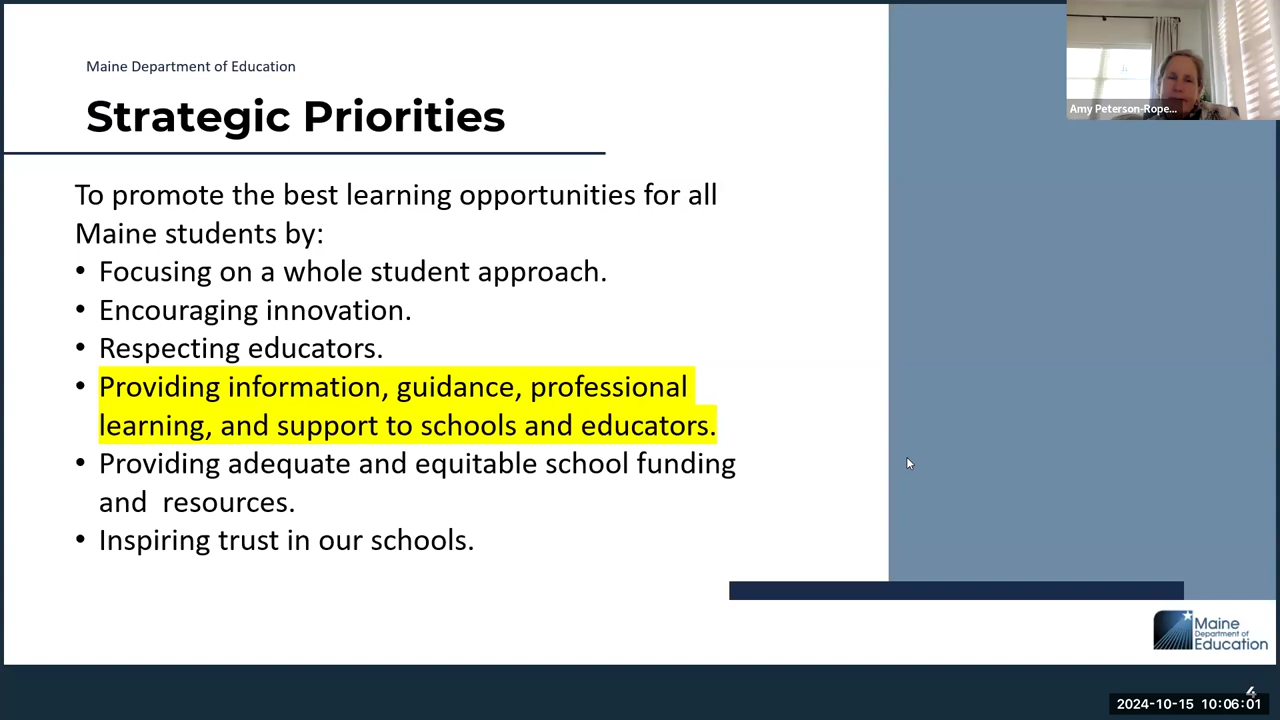 Maine Department of Education
Strategic Priorities
To promote the best learning opportunities for all
Maine students by:
• Focusing on a whole student approach.
• Encouraging innovation.
• Respecting educators.
• Providing information, guidance, professional
learning, and support to schools and educators.
• Providing adequate and equitable school funding
and  resources.
• Inspiring trust in our schools.
Amy Peterson-Rope...
Maine
Department of
Education
4
2024-10-15 10:06:01